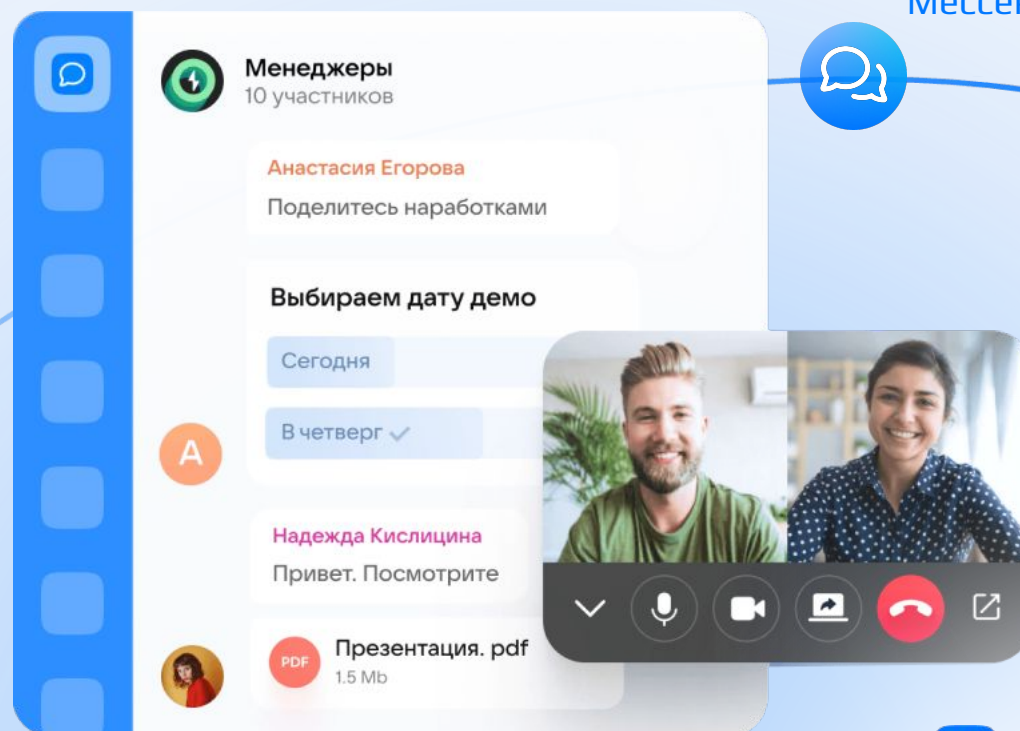 Менеджеры
10 участников
Анастасия Егорова
Поделитесь наработками
Выбираем дату демо
Сегодня
В четверг
A
Надежда Кислицина
Привет. Посмотрите
PDF
Презентация. pdf
1.5 Mb